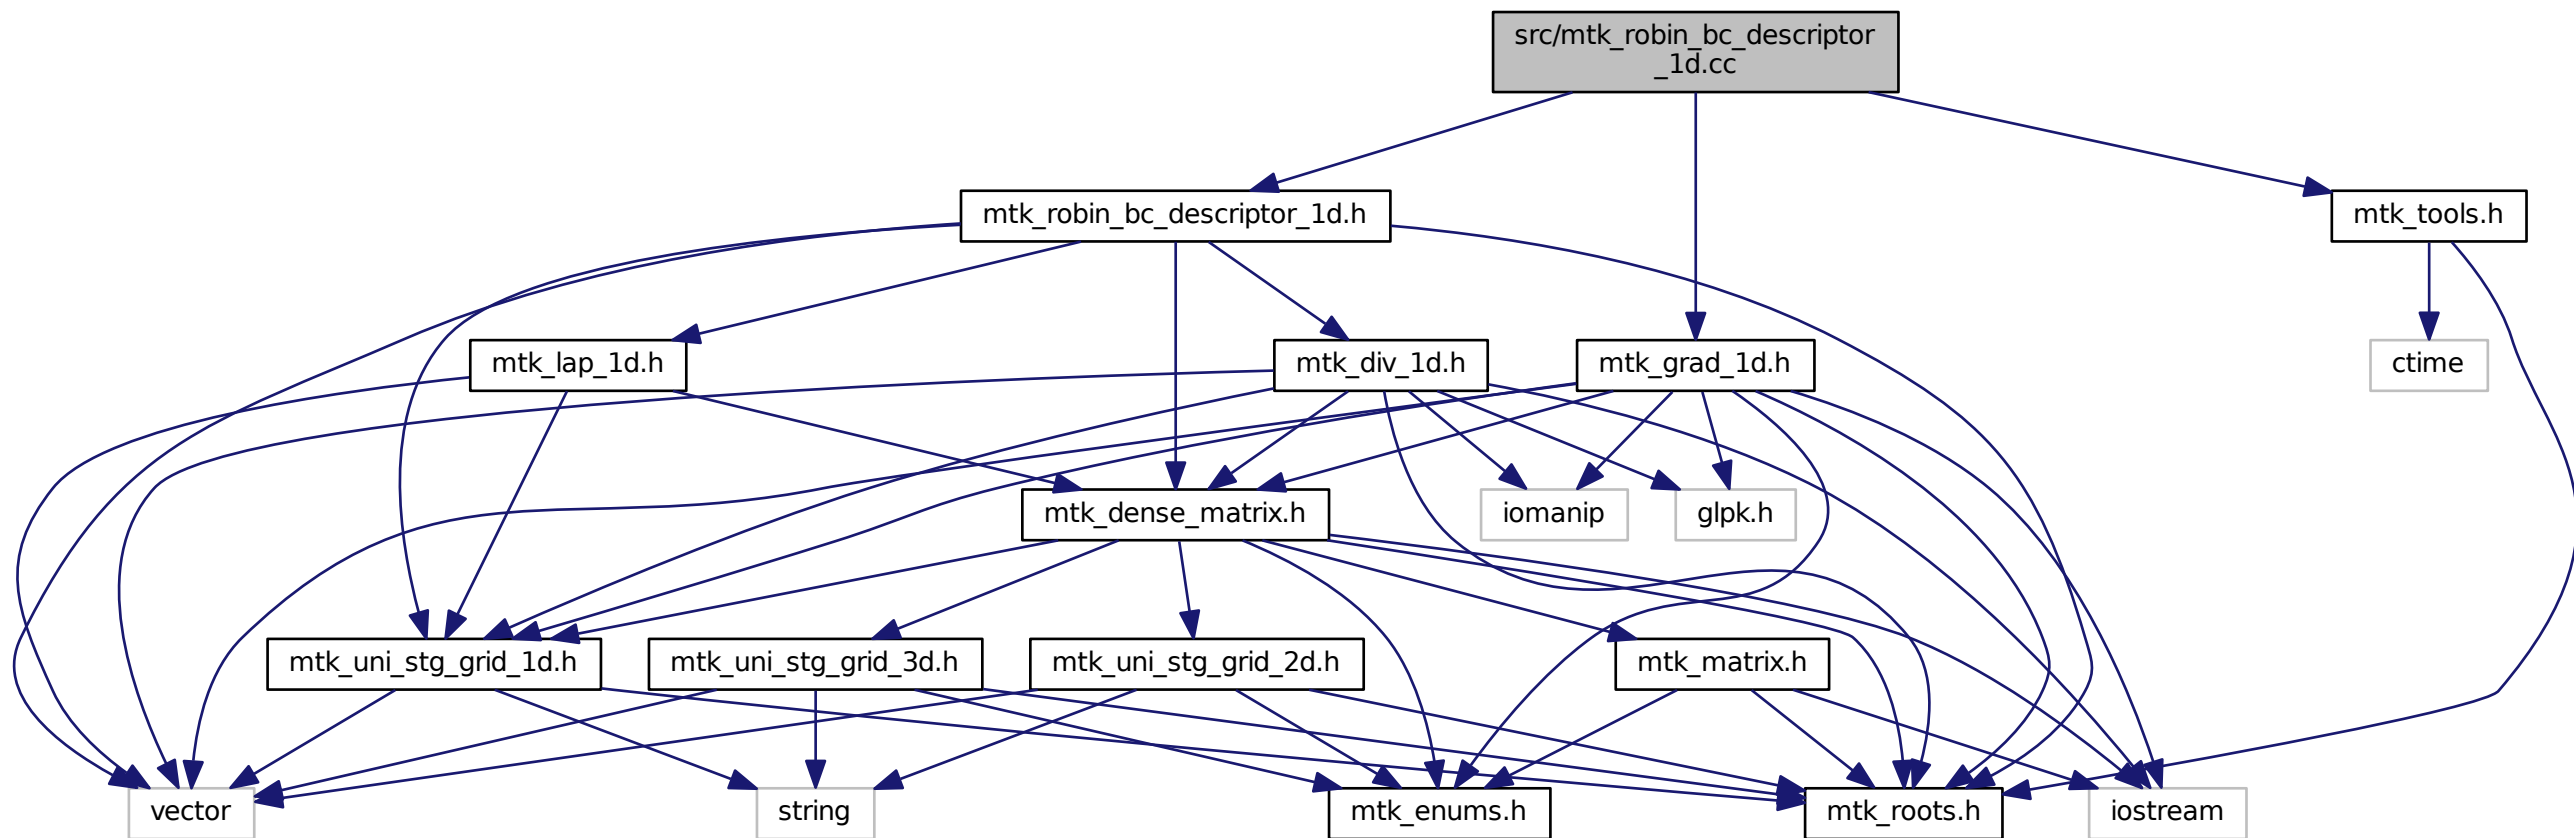 src/mtk_robin_bc_descriptor
_1d.cc
mtk_robin_bc_descriptor_1d.h
mtk_tools.h
mtk_lap_1d.h
mtk_div_1d.h
mtk_grad_1d.h
ctime
mtk_dense_matrix.h
iomanip
glpk.h
mtk_uni_stg_grid_1d.h
mtk_uni_stg_grid_3d.h
mtk_uni_stg_grid_2d.h
mtk_matrix.h
vector
string
mtk_enums.h
mtk_roots.h
iostream